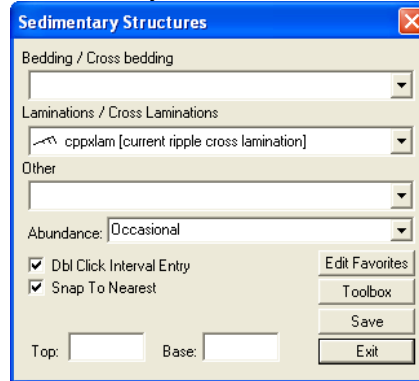 Sedimentary Structures
Bedding / Cross bedding
Laminations / Cross Laminations
cppxlam [current ripple cross lamination]
Other
Abundance: Occasional
Dbl Click Interval Entry
Edit Favorites
Snap To Nearest
Toolbox
Save
Top:
Base:
Exit